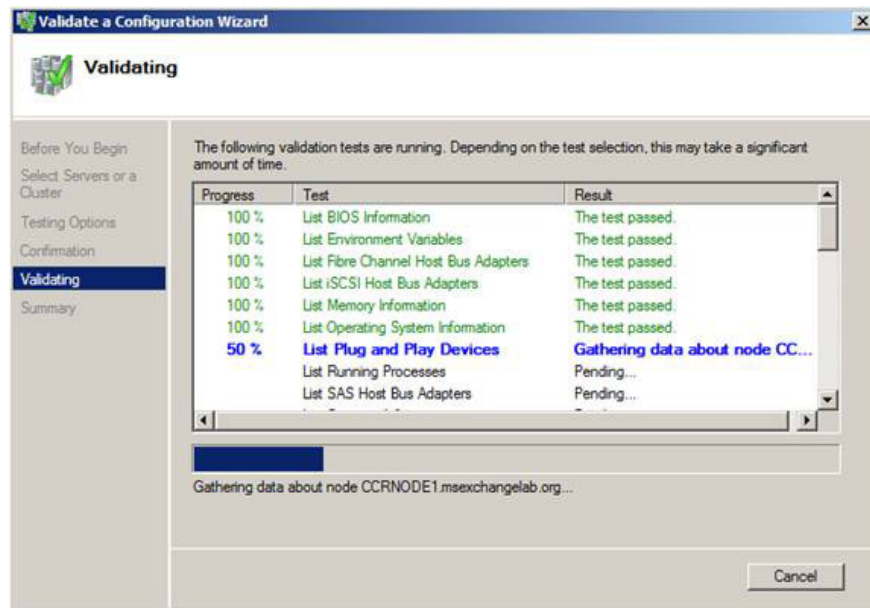 Validate a Configuration Wizard
Validating
Before You Begin
Select Servers or a
Cluster
Testing Options
Confirmation
Validating
Summary
The following validation tests are running. Depending on the test selection, this may take a significant
amount of time.
Progress Test Result
100 % List BIOS Information The test passed.
100 % List Environment Variables The test passed.
100 % List Fibre Channel Host Bus Adapters The test passed.
100 % List iSCSI Host Bus Adapters The test passed.
100 % List Memory Information The test passed.
100 % List Operating System Information The test passed.
50 % List Plug and Play Devices Gathering data about node CC...
List Running Processes Pending...
List SAS Host Bus Adapters Pending...
Gathering data about node CCRNODE1.msexchangelab.org...
Cancel